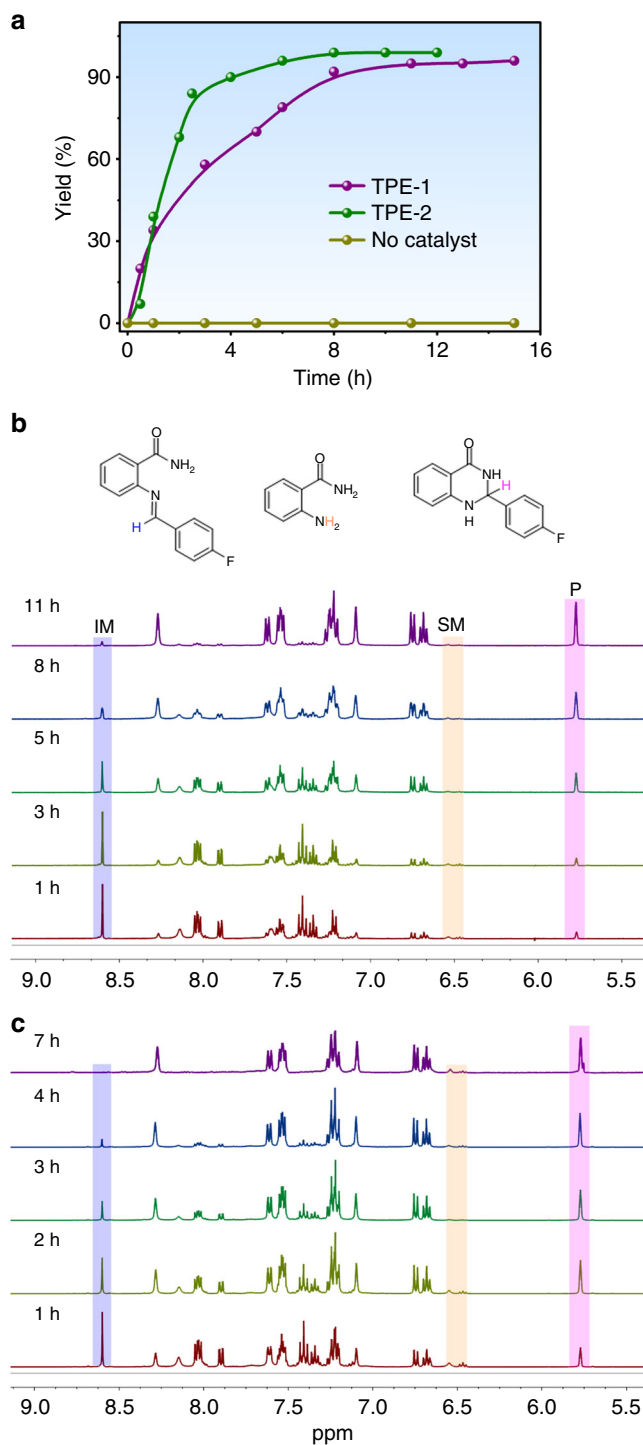 a
Yield (%)
90
60
30
0
TPE-1
TPE-2
No catalyst
0 4 8 12 16
Time (h)
b
O
NH2
N
H
F
O
NH2
NH2
O
NH
H
N
H
F
11 h
IM
SM
P
8 h
5 h
3 h
1 h
9.0 8.5 8.0 7.5 7.0 6.5 6.0 5.5
c
7 h
4 h
3 h
2 h
1 h
9.0 8.5 8.0 7.5 7.0 6.5 6.0 5.5
ppm